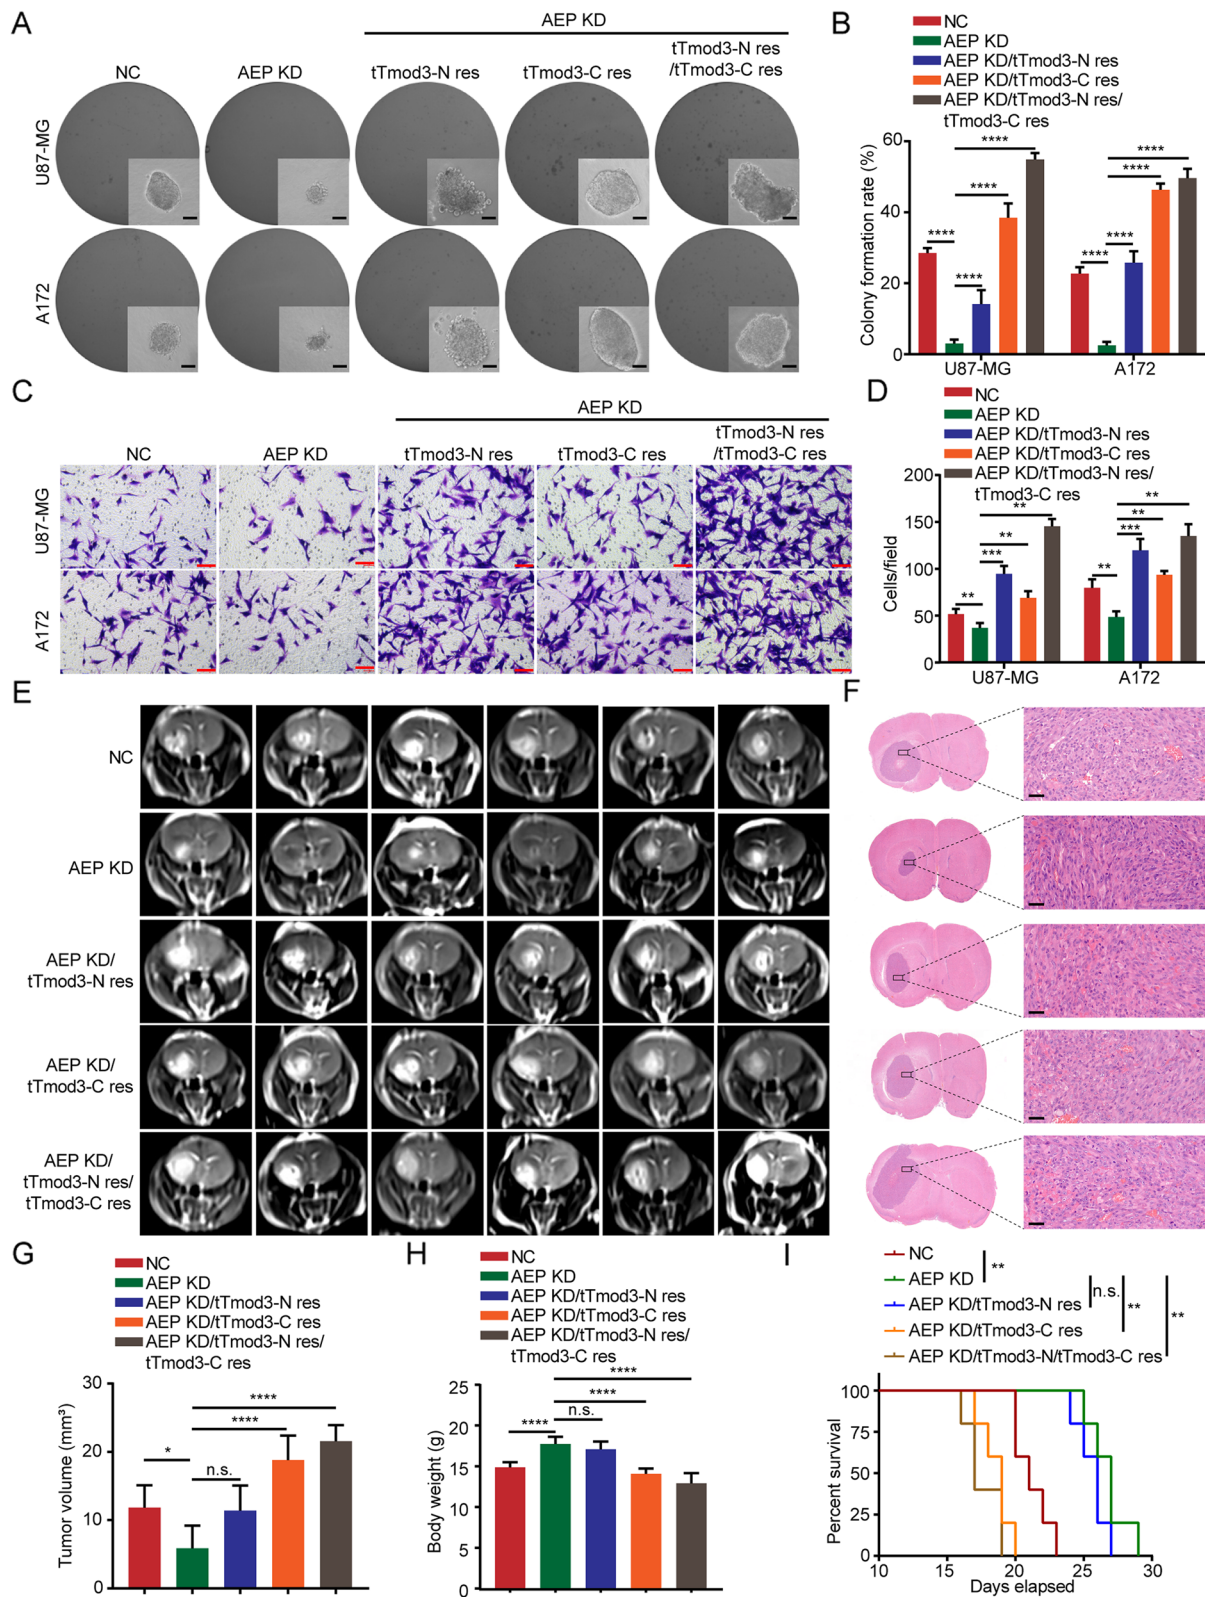 A
AEP KD
NC
AEP KD
tTmod3-N res
tTmod3-C res
tTmod3-N res
/tTmod3-C res
U87-MG
A172
B
NC
AEP KD
AEP KD/tTmod3-N res
AEP KD/tTmod3-C res
AEP KD/tTmod3-N res/
tTmod3-C res
Colony formation rate (%)
60
40
20
0
****
****
****
****
****
****
****
****
U87-MG
A172
C
AEP KD
NC
AEP KD
tTmod3-N res
tTmod3-C res
tTmod3-N res
/tTmod3-C res
U87-MG
A172
D
NC
AEP KD
AEP KD/tTmod3-N res
AEP KD/tTmod3-C res
AEP KD/tTmod3-N res/
tTmod3-C res
Cells/field
200
150
100
50
0
**
***
**
**
**
***
**
**
U87-MG
A172
E
NC
AEP KD
AEP KD/
tTmod3-N res
AEP KD/
tTmod3-C res
AEP KD/
tTmod3-N res/
tTmod3-C res
F
G
NC
AEP KD
AEP KD/tTmod3-N res
AEP KD/tTmod3-C res
AEP KD/tTmod3-N res/
tTmod3-C res
Tumor volume (mm³)
30
20
10
0
*
n.s.
****
****
H
NC
AEP KD
AEP KD/tTmod3-N res
AEP KD/tTmod3-C res
AEP KD/tTmod3-N res/
tTmod3-C res
Body weight (g)
25
20
15
10
5
0
****
n.s.
****
****
I
NC
AEP KD
AEP KD/tTmod3-N res
AEP KD/tTmod3-C res
AEP KD/tTmod3-N/tTmod3-C res
**
n.s.
**
**
Percent survival
100
50
0
10
20
30
Days elapsed